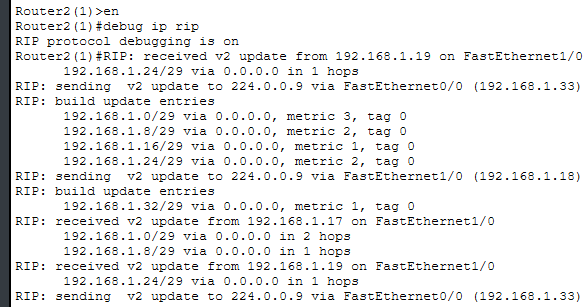 Router2(1)>en
Router2(1)#debug ip rip
RIP protocol debugging is on
Router2(1)#RIP: received v2 update from 192.168.1.19 on FastEthernet1/0
192.168.1.24/29 via 0.0.0.0 in 1 hops
RIP: sending  v2 update to 224.0.0.9 via FastEthernet0/0 (192.168.1.33)
RIP: build update entries
192.168.1.0/29 via 0.0.0.0, metric 3, tag 0
192.168.1.8/29 via 0.0.0.0, metric 2, tag 0
192.168.1.16/29 via 0.0.0.0, metric 1, tag 0
192.168.1.24/29 via 0.0.0.0, metric 2, tag 0
RIP: sending  v2 update to 224.0.0.9 via FastEthernet1/0 (192.168.1.18)
RIP: build update entries
192.168.1.32/29 via 0.0.0.0, metric 1, tag 0
RIP: received v2 update from 192.168.1.17 on FastEthernet1/0
192.168.1.0/29 via 0.0.0.0 in 2 hops
192.168.1.8/29 via 0.0.0.0 in 1 hops
RIP: received v2 update from 192.168.1.19 on FastEthernet1/0
192.168.1.24/29 via 0.0.0.0 in 1 hops
RIP: sending  v2 update to 224.0.0.9 via FastEthernet0/0 (192.168.1.33)